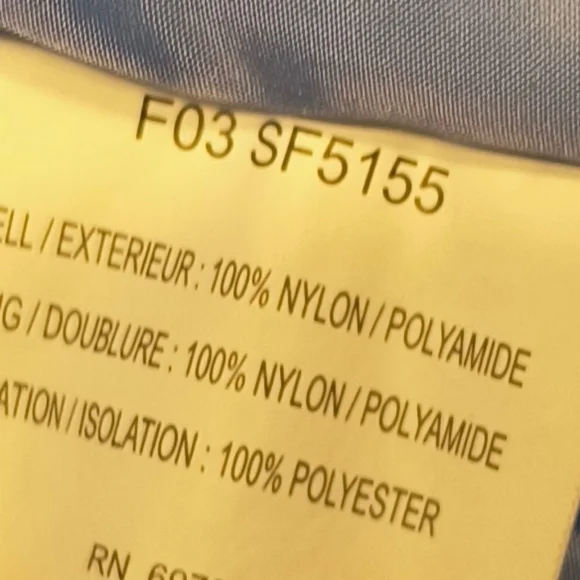 F03 SF5155
ELL / EXTERIEUR : 100% NYLON / POLYAMIDE
G / DOUBLURE : 100% NYLON / POLYAMIDE
ATION / ISOLATION : 100% POLYESTER
RN